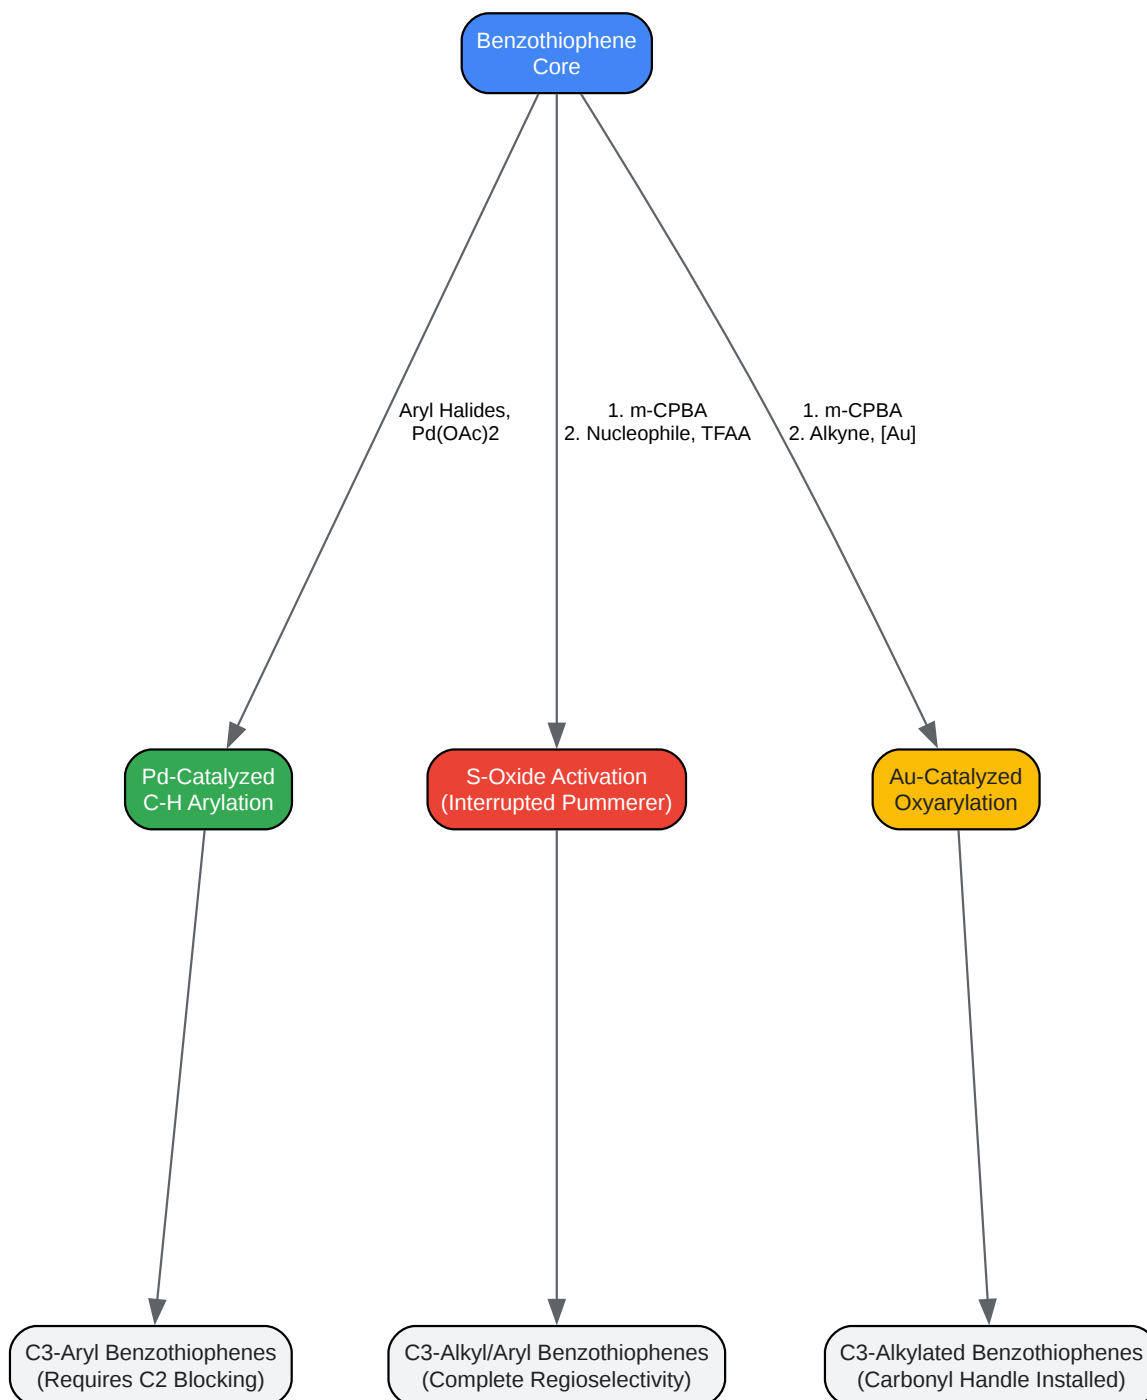 Benzothiophene
Core
Aryl Halides,
Pd(OAc)2
1. m-CPBA
2. Nucleophile, TFAA
1. m-CPBA
2. Alkyne, [Au]
Pd-Catalyzed
C-H Arylation
S-Oxide Activation
(Interrupted Pummerer)
Au-Catalyzed
Oxyarylation
C3-Aryl Benzothiophenes
(Requires C2 Blocking)
C3-Alkyl/Aryl Benzothiophenes
(Complete Regioselectivity)
C3-Alkylated Benzothiophenes
(Carbonyl Handle Installed)